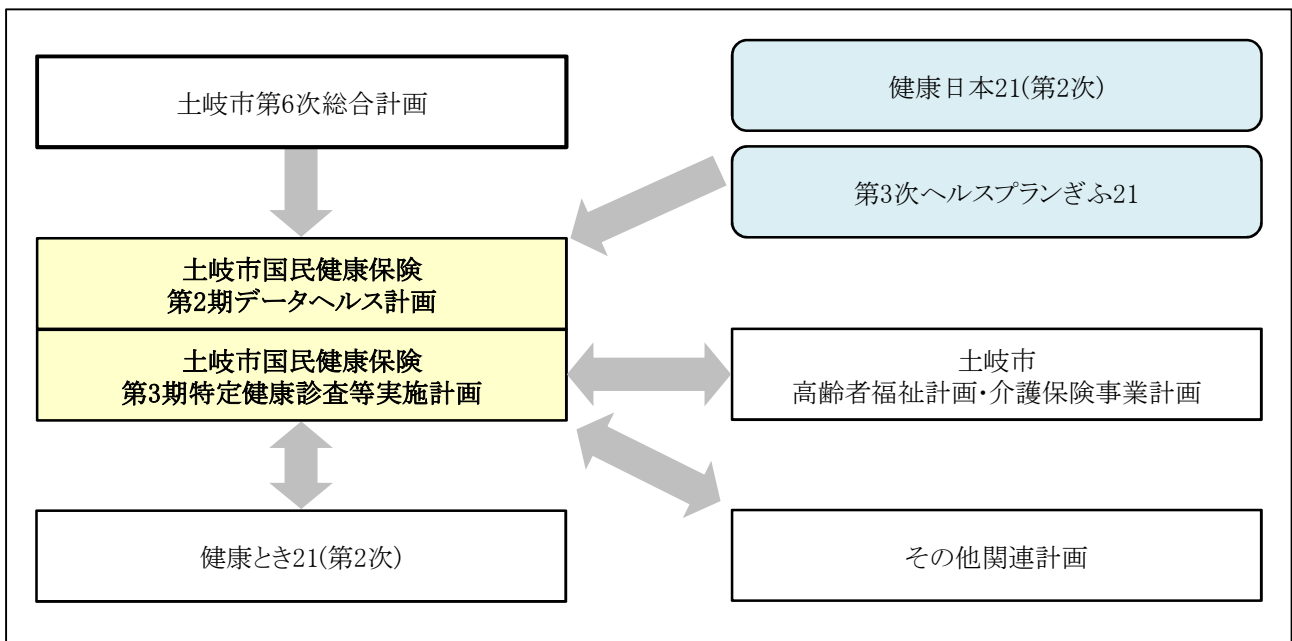 土岐市第6次総合計画
健康日本21(第2次)
第3次ヘルスプランぎふ21
土岐市国民健康保険
第2期データヘルス計画
土岐市国民健康保険
第3期特定健康診査等実施計画
土岐市
高齢者福祉計画・介護保険事業計画
健康とき21(第2次)
その他関連計画